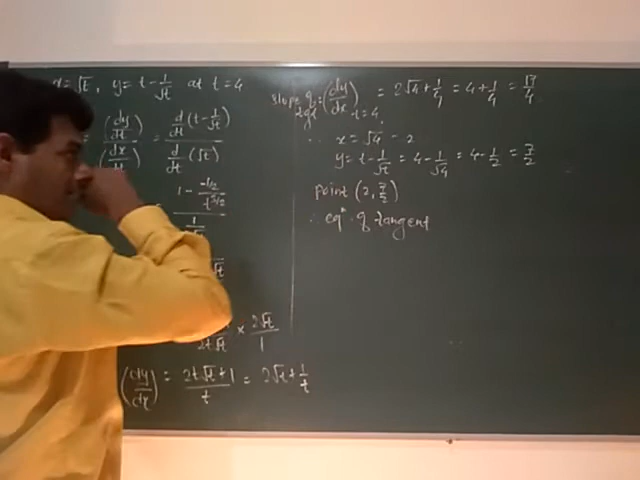 x=√t, y = t - 1/√t at t=4
(dy/dt)/(dx/dt) = d/dt (t - 1/√t) / d/dt (√t)
1 - -1/2/t^3/2
2t√t × 2√t/1
(dy/dx) = 2t√t+1/t = 2√t + 1/t
slope of tgt = (dy/dx) t=4 = 2√4 + 1/4 = 4 + 1/4 = 17/4
∴ x = √4 = 2
y = t - 1/√t = 4 - 1/√4 = 4 - 1/2 = 7/2
point (2, 7/2)
∴ eqn. of tangent